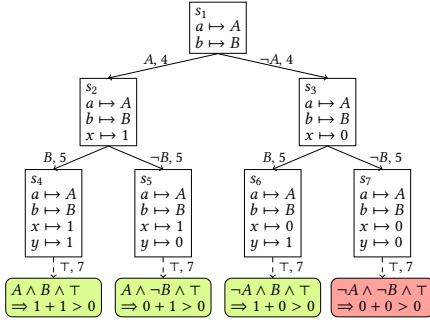 s₁
a ↦ A
b ↦ B
A, 4
¬A, 4
s₂
a ↦ A
b ↦ B
x ↦ 1
s₃
a ↦ A
b ↦ B
x ↦ 0
B, 5
¬B, 5
B, 5
¬B, 5
s₄
a ↦ A
b ↦ B
x ↦ 1
y ↦ 1
s₅
a ↦ A
b ↦ B
x ↦ 1
y ↦ 0
s₆
a ↦ A
b ↦ B
x ↦ 0
y ↦ 1
s₇
a ↦ A
b ↦ B
x ↦ 0
y ↦ 0
⊤, 7
⊤, 7
⊤, 7
⊤, 7
A ∧ B ∧ ⊤
⇒ 1 + 1 > 0
A ∧ ¬B ∧ ⊤
⇒ 0 + 1 > 0
¬A ∧ B ∧ ⊤
⇒ 1 + 0 > 0
¬A ∧ ¬B ∧ ⊤
⇒ 0 + 0 > 0